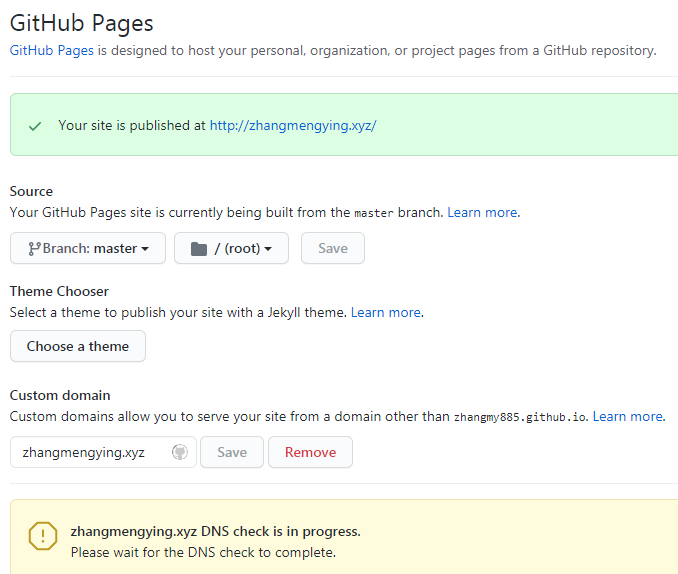 GitHub Pages
GitHub Pages is designed to host your personal, organization, or project pages from a GitHub repository.
Your site is published at http://zhangmengying.xyz/
Source
Your GitHub Pages site is currently being built from the master branch. Learn more.
Branch: master
/ (root)
Save
Theme Chooser
Select a theme to publish your site with a Jekyll theme. Learn more.
Choose a theme
Custom domain
Custom domains allow you to serve your site from a domain other than zhangmy885.github.io. Learn more.
zhangmengying.xyz
Save
Remove
zhangmengying.xyz DNS check is in progress.
Please wait for the DNS check to complete.